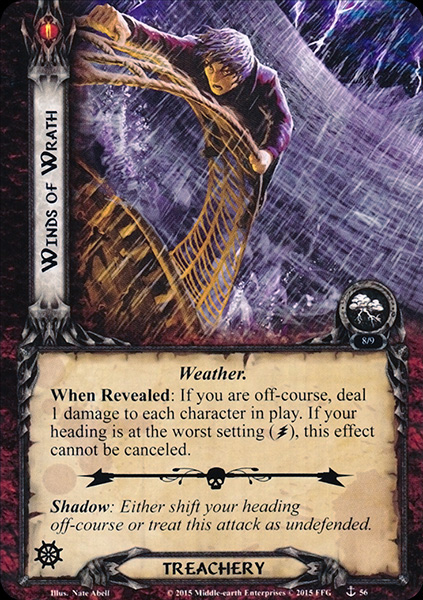 WINDS OF WRATH
8/9
Weather.
When Revealed: If you are off-course, deal
1 damage to each character in play. If your
heading is at the worst setting (), this effect
cannot be canceled.
Shadow: Either shift your heading
off-course or treat this attack as undefended.
TREACHERY
Illus. Nate Abell © 2015 Middle-earth Enterprises © 2015 FFG 56